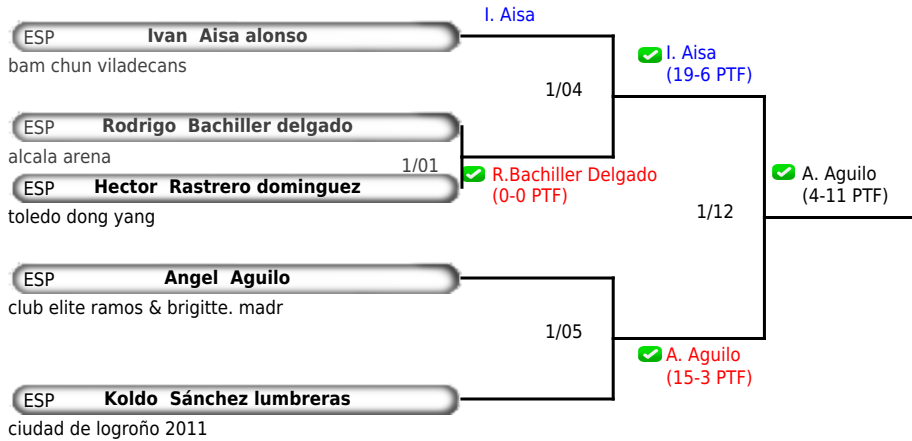 I. Aisa
ESP Ivan Aisa alonso
bam chun viladecans
I. Aisa
(19-6 PTF)
1/04
ESP Rodrigo Bachiller delgado
alcala arena
1/01
R.Bachiller Delgado
(0-0 PTF)
ESP Hector Rastrero dominguez
toledo dong yang
A. Aguilo
(4-11 PTF)
1/12
ESP Angel Aguilo
club elite ramos & brigitte. madr
1/05
A. Aguilo
(15-3 PTF)
ESP Koldo Sánchez lumbreras
ciudad de logroño 2011